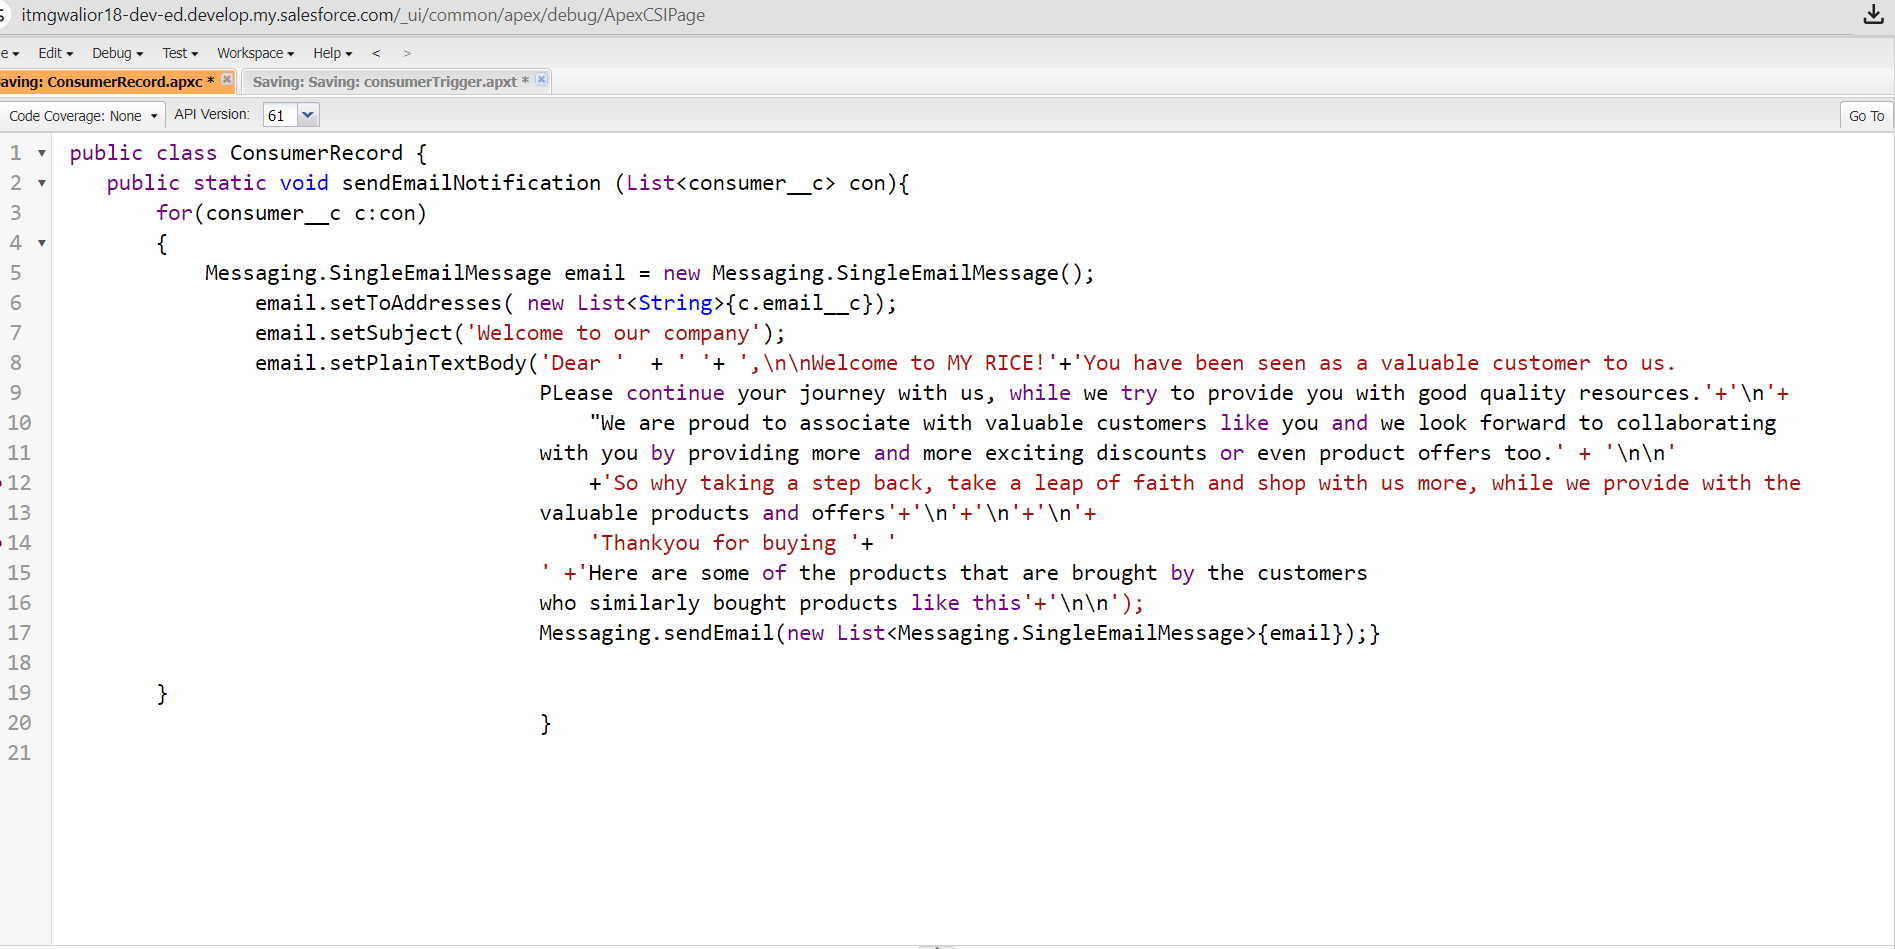 itmgwalior18-dev-ed.develop.my.salesforce.com/_ui/common/apex/debug/ApexCSIPage
Edit Debug Test Workspace Help < >
Saving: ConsumerRecord.apxc * Saving: Saving: consumerTrigger.apxt *
Code Coverage: None API Version: 61 Go To
1 public class ConsumerRecord {
2 public static void sendEmailNotification (List<consumer__c> con){
3 for(consumer__c c:con)
4 {
5 Messaging.SingleEmailMessage email = new Messaging.SingleEmailMessage();
6 email.setToAddresses( new List<String>{c.email__c});
7 email.setSubject('Welcome to our company');
8 email.setPlainTextBody('Dear '  + ' '+ ',\n\nWelcome to MY RICE!'+'You have been seen as a valuable customer to us.
9 PLease continue your journey with us, while we try to provide you with good quality resources.'+'\n'+
10 "We are proud to associate with valuable customers like you and we look forward to collaborating
11 with you by providing more and more exciting discounts or even product offers too.' + '\n\n'
12 +'So why taking a step back, take a leap of faith and shop with us more, while we provide with the
13 valuable products and offers'+'\n'+'\n'+'\n'+
14 'Thankyou for buying '+ '
15 ' +'Here are some of the products that are brought by the customers
16 who similarly bought products like this'+'\n\n');
17 Messaging.sendEmail(new List<Messaging.SingleEmailMessage>{email});}
18
19 }
20 }
21